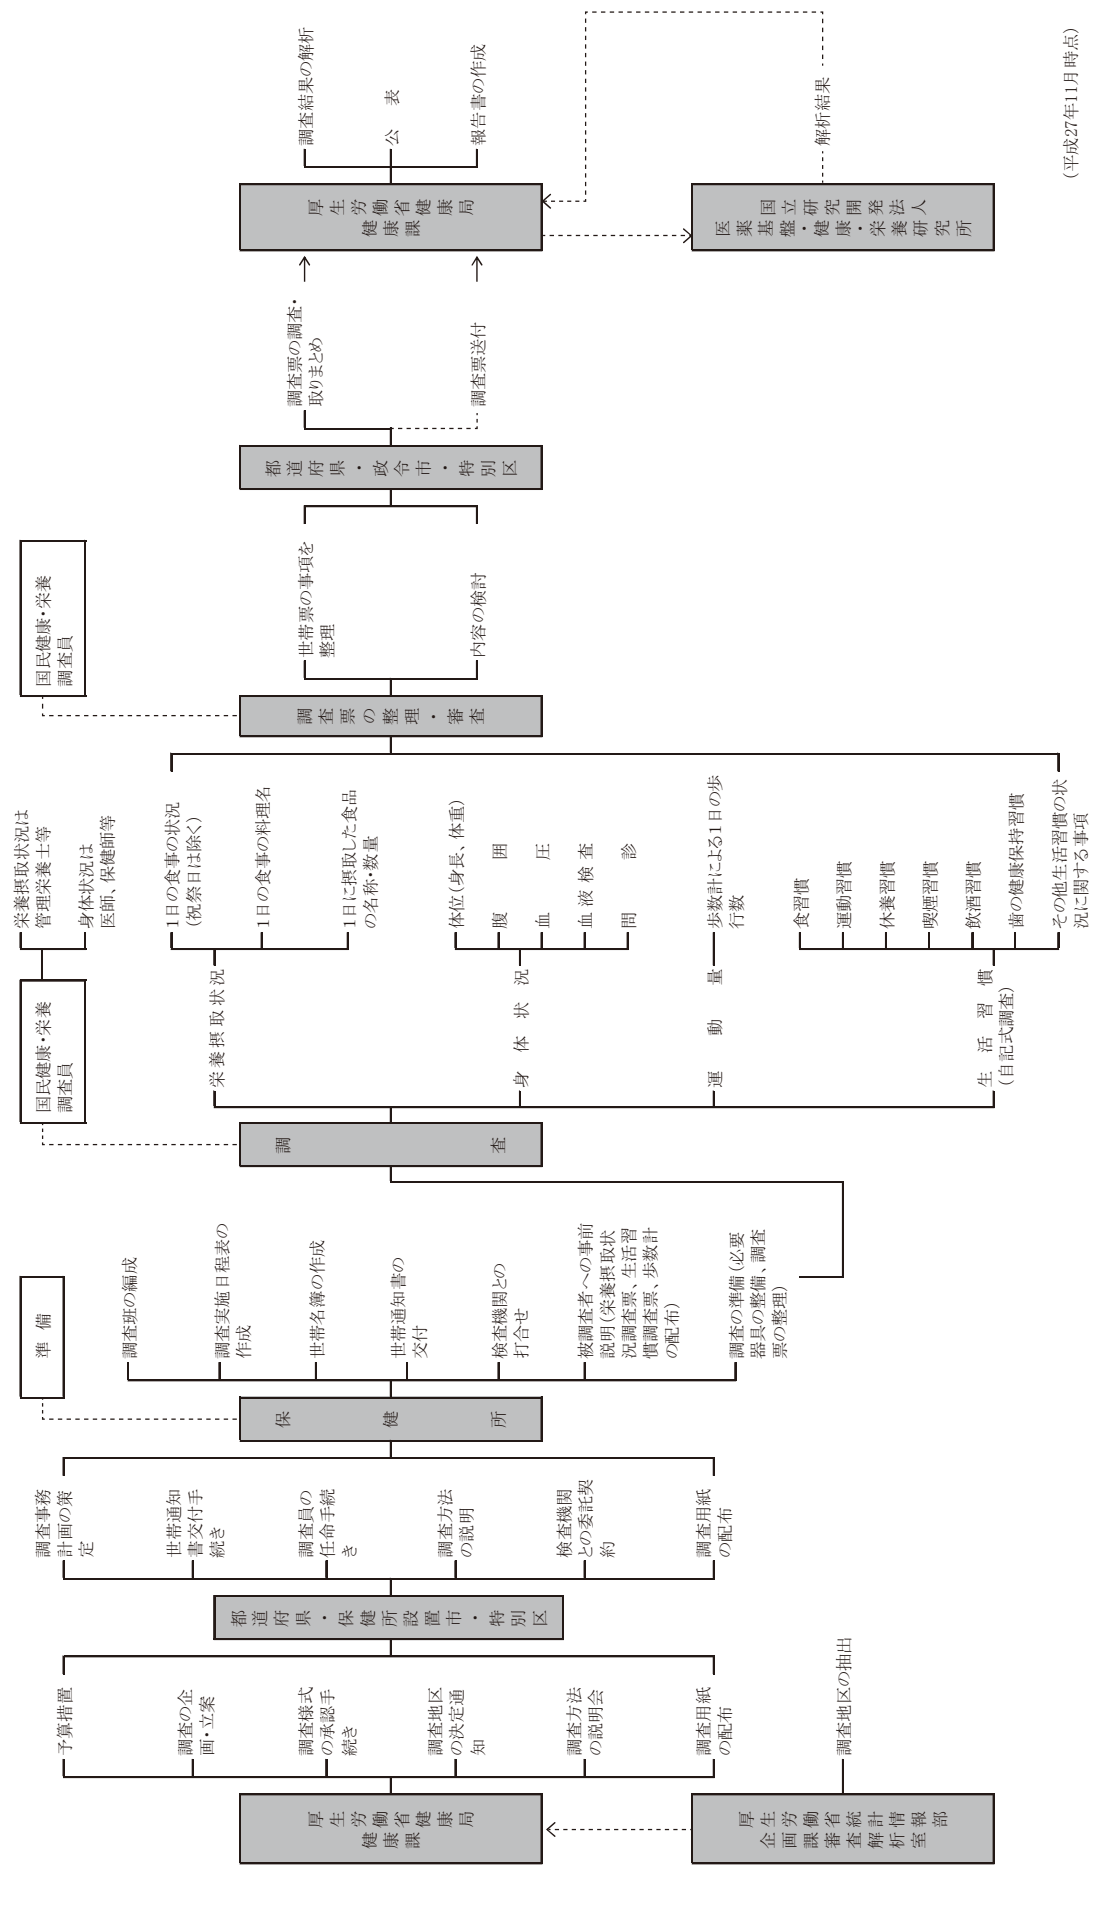 厚生労働省健康局
健康課
厚生労働省統計情報部
企画課審査解析室
調査地区の抽出
予算措置
調査の企
画・立案
調査様式
の承認手
続き
調査地区
の決定通
知
調査方法
の説明会
調査用紙
の配布
都道府県・保健所設置市・特別区
調査事務
計画の策
定
世帯通知
書交付手
続き
調査員の
任命手続
き
調査方法
の説明
検査機関
との委託契
約
調査用紙
の配布
保健所
準備
調査班の編成
調査実施日程表の
作成
世帯名簿の作成
世帯通知書の
交付
検査機関との
打合せ
被調査者への事前
説明(栄養摂取状
況調査票、生活習
慣調査票、歩数計
の配布)
調査の準備(必要
器具の整備、調査
票の整理)
調査
国民健康・栄養
調査員
栄養摂取状況は
管理栄養士等
身体状況は
医師、保健師等
栄養摂取状況
1日の食事の状況
(祝祭日は除く)
1日の食事の料理名
1日に摂取した食品
の名称・数量
身体状況
体位(身長、体重)
腹囲
血圧
血液検査
問診
運動量
歩数計による1日の歩
行数
生活習慣
(自記式調査)
食習慣
運動習慣
休養習慣
喫煙習慣
飲酒習慣
歯の健康保持習慣
その他生活習慣の状
況に関する事項
調査票の整理・審査
国民健康・栄養
調査員
世帯票の事項を
整理
内容の検討
都道府県・政令市・特別区
調査票の調査・
取りまとめ
調査票送付
厚生労働省健康局
健康課
調査結果の解析
公表
報告書の作成
国立研究開発法人
医薬基盤・健康・栄養研究所
解析結果
(平成27年11月時点)